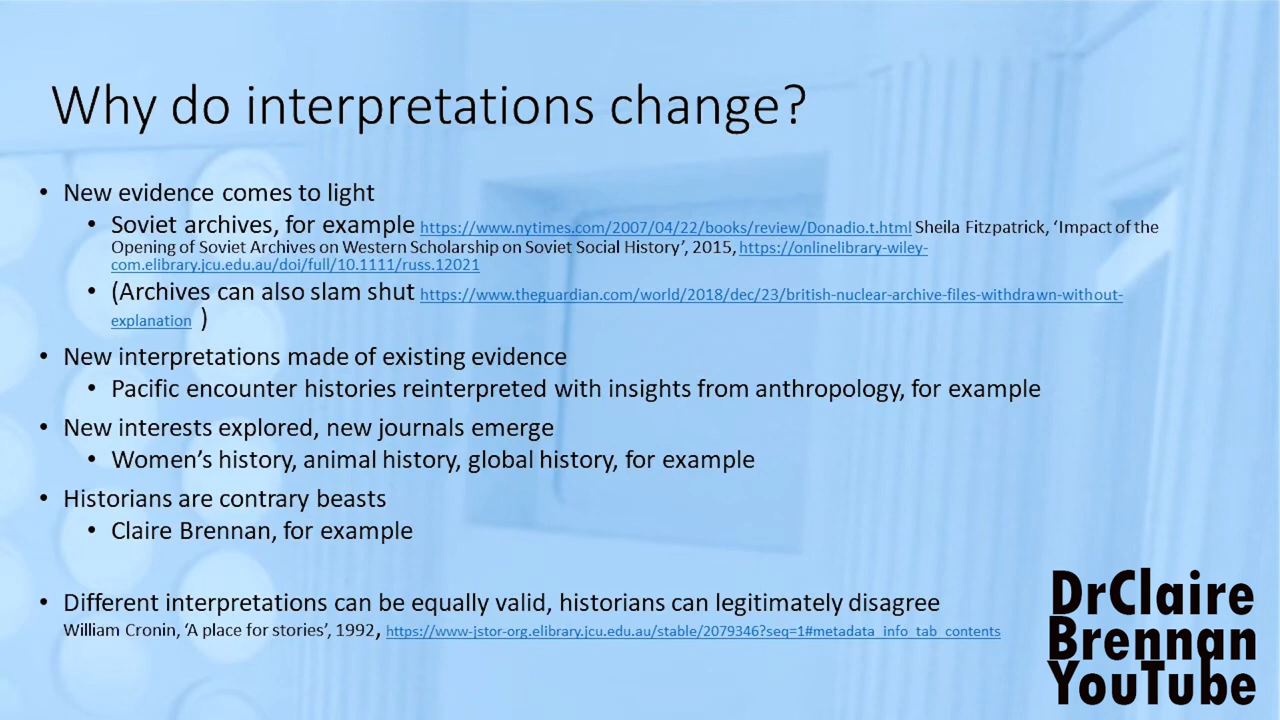 Why do interpretations change?
• New evidence comes to light
• Soviet archives, for example https://www.nytimes.com/2007/04/22/books/review/Donadio.t.html Sheila Fitzpatrick, ‘Impact of the
Opening of Soviet Archives on Western Scholarship on Soviet Social History’, 2015, https://onlinelibrary-wiley-
com.elibrary.jcu.edu.au/doi/full/10.1111/russ.12021
• (Archives can also slam shut https://www.theguardian.com/world/2018/dec/23/british-nuclear-archive-files-withdrawn-without-
explanation )
• New interpretations made of existing evidence
• Pacific encounter histories reinterpreted with insights from anthropology, for example
• New interests explored, new journals emerge
• Women’s history, animal history, global history, for example
• Historians are contrary beasts
• Claire Brennan, for example
• Different interpretations can be equally valid, historians can legitimately disagree
William Cronin, ‘A place for stories’, 1992, https://www-jstor-org.elibrary.jcu.edu.au/stable/2079346?seq=1#metadata_info_tab_contents
DrClaire
Brennan
YouTube